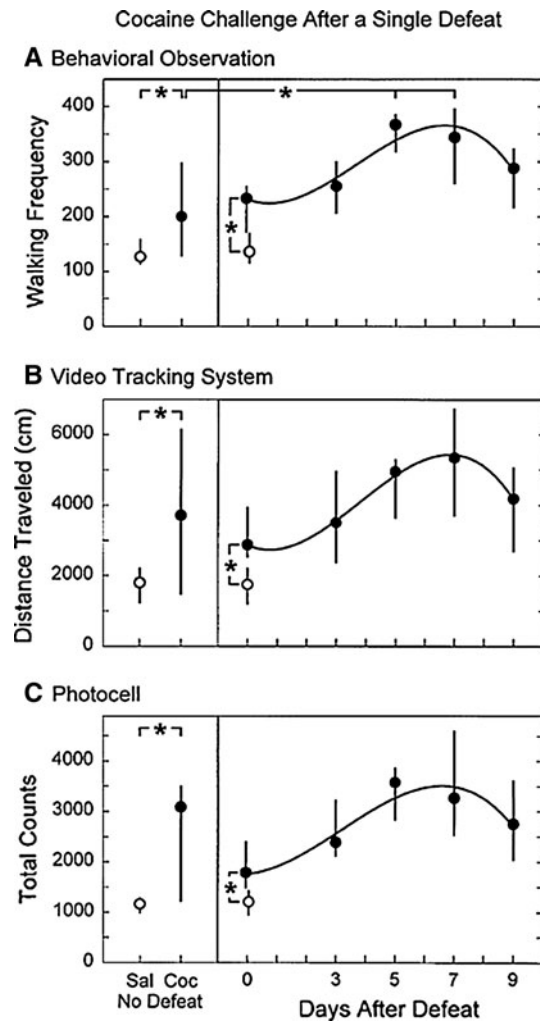 Cocaine Challenge After a Single Defeat
A Behavioral Observation
Walking Frequency
400
300
200
100
0
*
*
*
B Video Tracking System
Distance Traveled (cm)
6000
4000
2000
0
*
*
C Photocell
Total Counts
4000
3000
2000
1000
0
*
*
Sal Coc
No Defeat
0 3 5 7 9
Days After Defeat